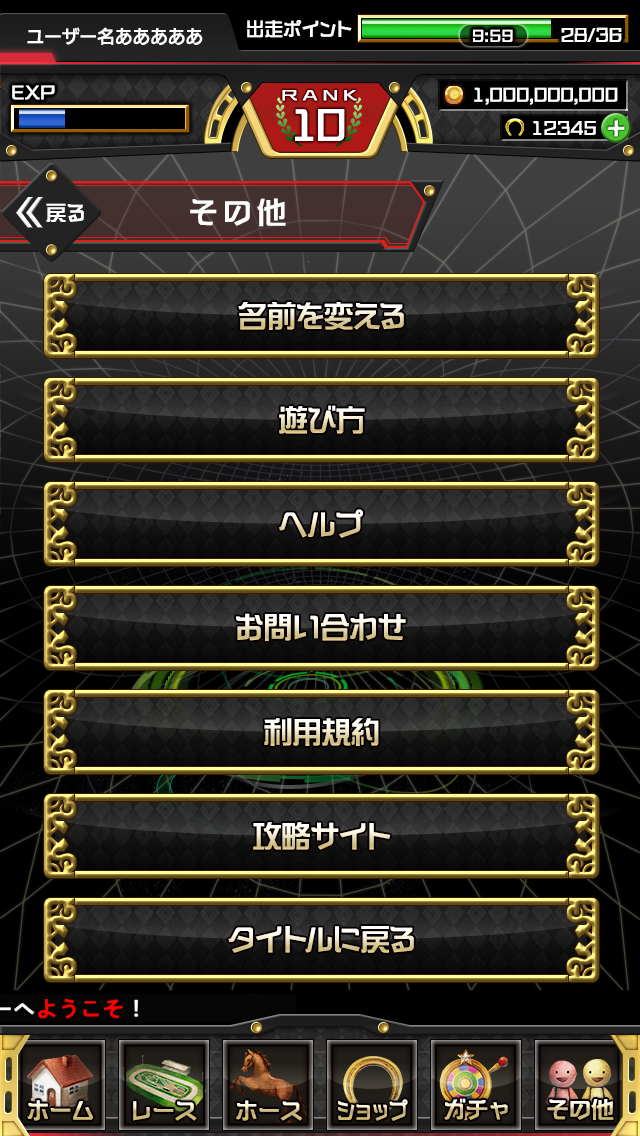 ユーザー名あああああ
出走ポイント
9:59
28/36
EXP
RANK
10
1,000,000,000
12345
戻る
その他
名前を変える
遊び方
ヘルプ
お問い合わせ
利用規約
攻略サイト
タイトルに戻る
ーへようこそ！
ホーム
レース
ホース
ショップ
ガチャ
その他